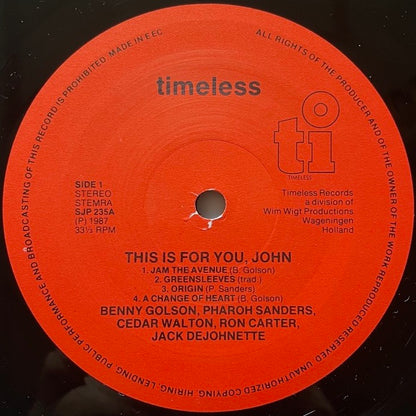 ALL RIGHTS OF THE PRODUCER AND OF THE OWNER OF THE WORK REPRODUCED RESERVED UNAUTHORIZED COPYING, HIRING, LENDING, PUBLIC PERFORMANCE AND BROADCASTING OF THIS RECORD IS PROHIBITED. MADE IN EEC
timeless
ti
TIMELESS
SIDE 1
STEREO
STEMRA
SJP 235A
(P) 1987
33⅓ RPM
Timeless Records
a division of
Wim Wigt Productions
Wageningen
Holland
THIS IS FOR YOU, JOHN
1. JAM THE AVENUE (B. Golson)
2. GREENSLEEVES (trad.)
3. ORIGIN (P. Sanders)
4. A CHANGE OF HEART (B. Golson)
BENNY GOLSON, PHAROH SANDERS,
CEDAR WALTON, RON CARTER,
JACK DEJOHNETTE